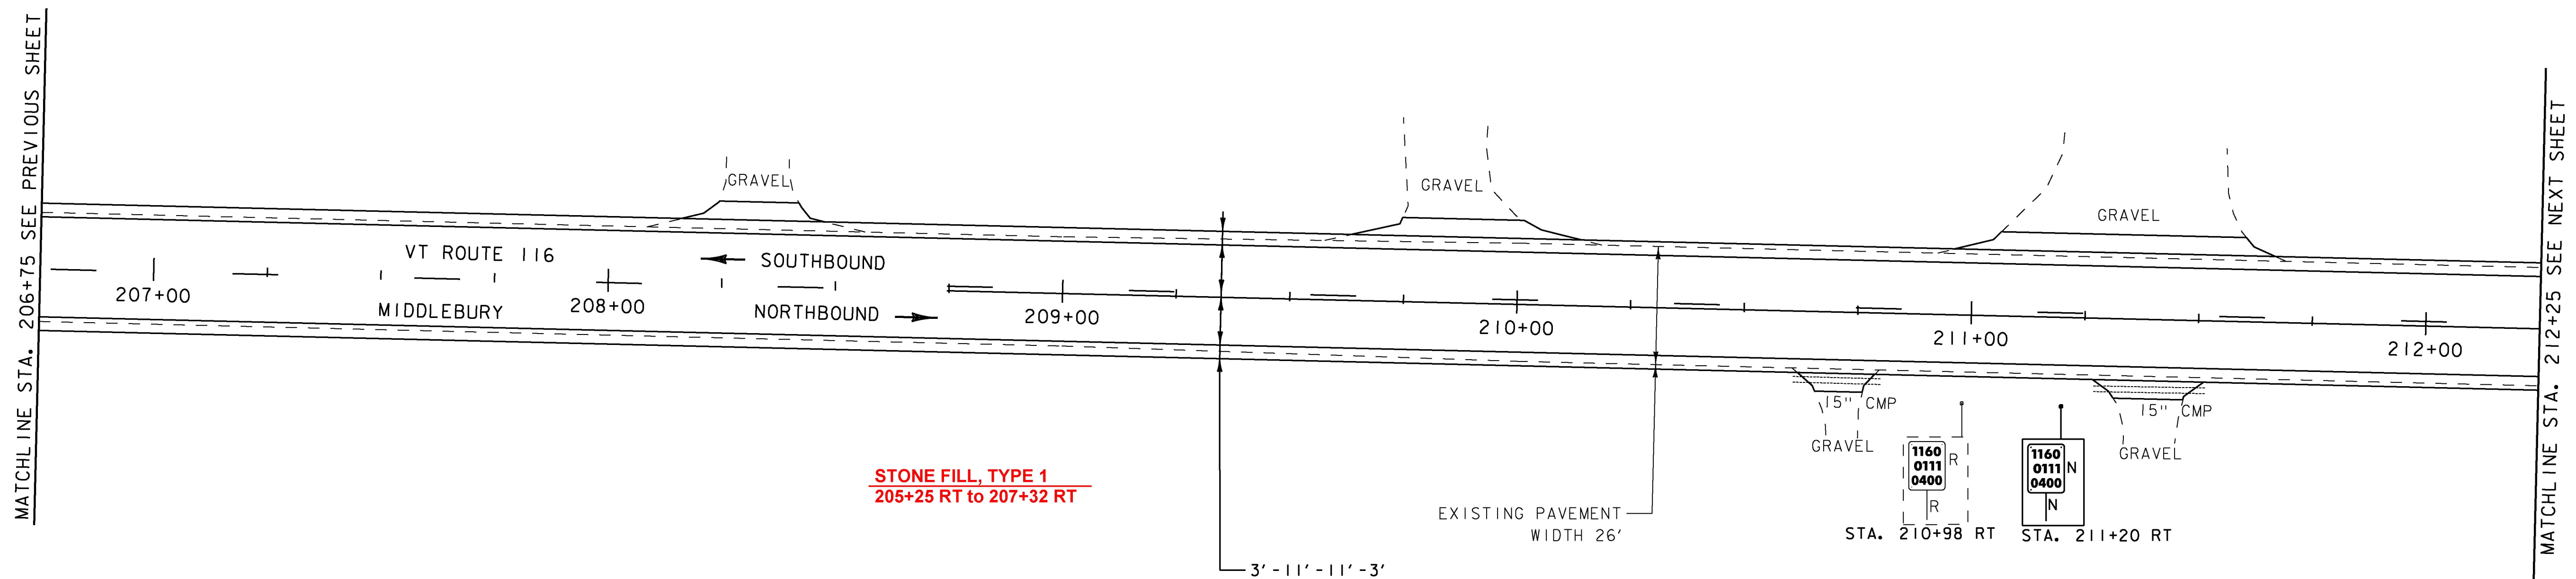 MATCHLINE STA. 206+75 SEE PREVIOUS SHEET
GRAVEL
GRAVEL
GRAVEL
VT ROUTE 116
SOUTHBOUND
207+00
MIDDLEBURY
208+00
NORTHBOUND
209+00
210+00
211+00
212+00
15" CMP
GRAVEL
15" CMP
GRAVEL
1160
0111
0400
R
R
STA. 210+98 RT
1160
0111
0400
N
N
STA. 211+20 RT
STONE FILL, TYPE 1
205+25 RT to 207+32 RT
EXISTING PAVEMENT
WIDTH 26'
3'-11'-11'-3'
MATCHLINE STA. 212+25 SEE NEXT SHEET